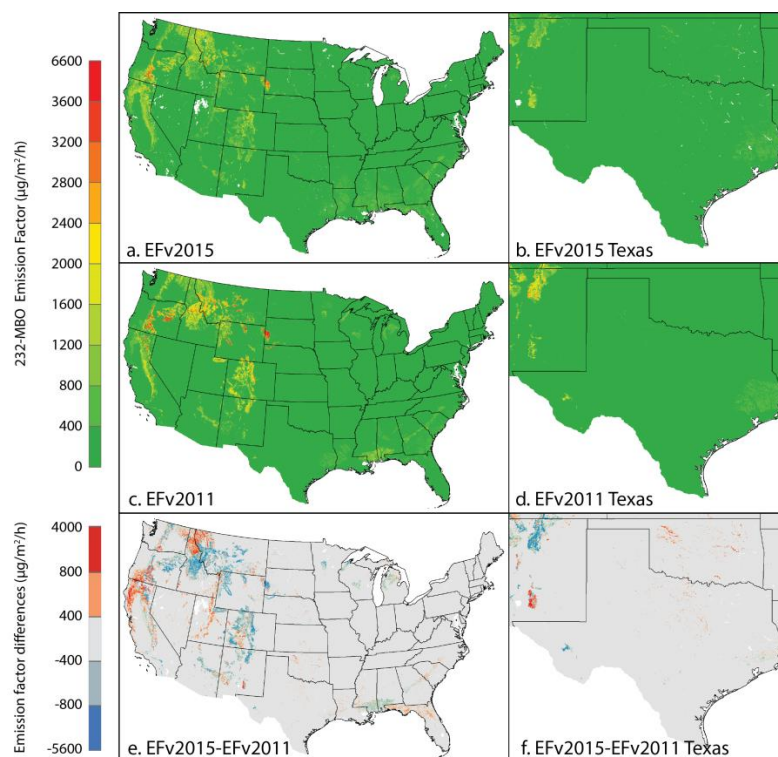 232-MBO Emission Factor (µg/m²/h)
6600
3600
3200
2800
2400
2000
1600
1200
800
400
0
a. EFv2015
b. EFv2015 Texas
c. EFv2011
d. EFv2011 Texas
Emission factor differences (µg/m²/h)
4000
800
400
-400
-800
-5600
e. EFv2015-EFv2011
f. EFv2015-EFv2011 Texas